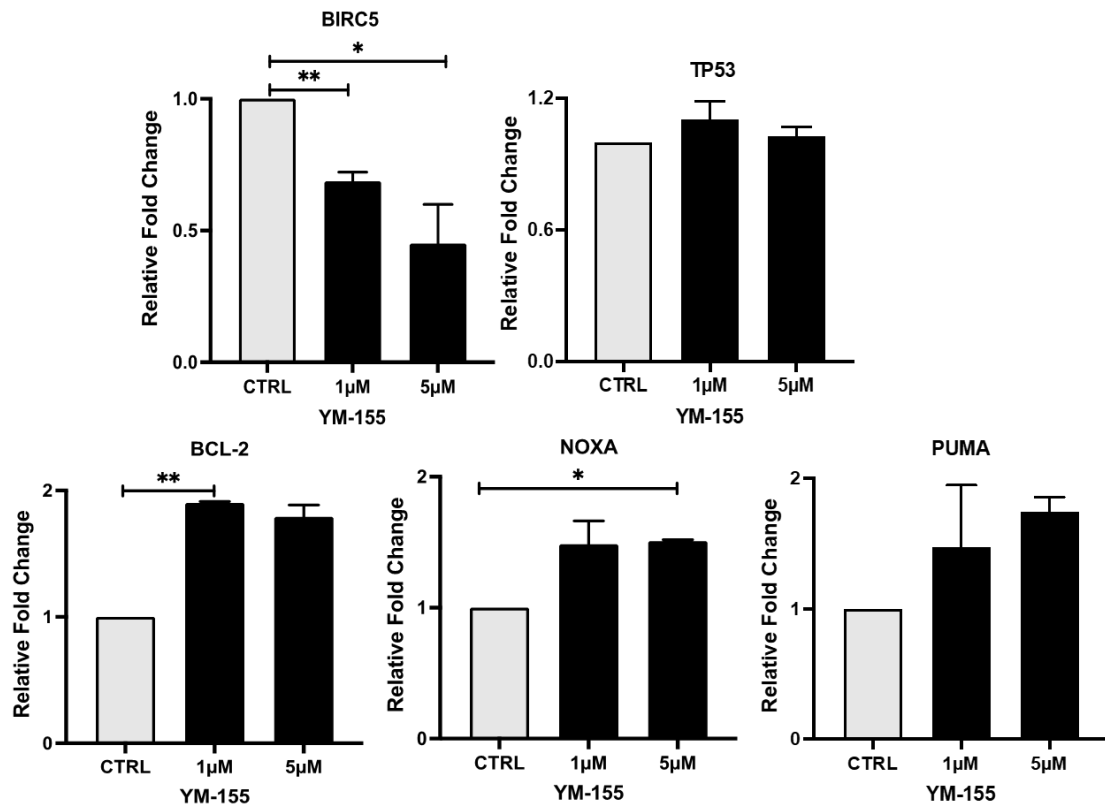 BIRC5
*
**
Relative Fold Change
1.0
0.5
0.0
CTRL 1μM 5μM
YM-155
TP53
Relative Fold Change
1.2
0.6
0.0
CTRL 1μM 5μM
YM-155
BCL-2
**
Relative Fold Change
2
1
0
CTRL 1μM 5μM
YM-155
NOXA
*
Relative Fold Change
2
1
0
CTRL 1μM 5μM
YM-155
PUMA
Relative Fold Change
2
1
0
CTRL 1μM 5μM
YM-155